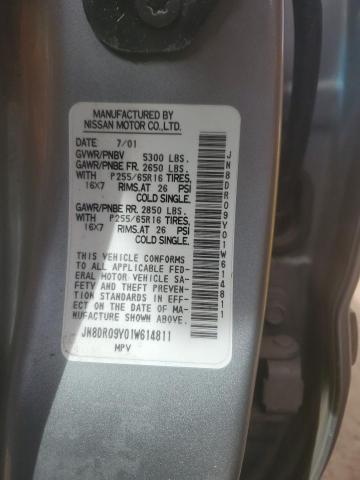 MANUFACTURED BY
NISSAN MOTOR CO., LTD.
DATE 7/01
GVWR/PNBV 5300 LBS.
GAWR/PNBE FR. 2650 LBS.
WITH P255/65R16 TIRES,
16X7 RIMS, AT 26 PSI
COLD SINGLE.
GAWR/PNBE RR. 2850 LBS.
WITH P255/65R16 TIRES,
16X7 RIMS, AT 26 PSI
COLD SINGLE.
THIS VEHICLE CONFORMS
TO ALL APPLICABLE FED-
ERAL MOTOR VEHICLE SA-
FETY AND THEFT PREVEN-
TION STANDARDS IN EFF-
ECT ON THE DATE OF MA-
NUFACTURE SHOWN ABOVE.
JN8DR09Y01W614811
MPV
JN8DR09Y01W614811